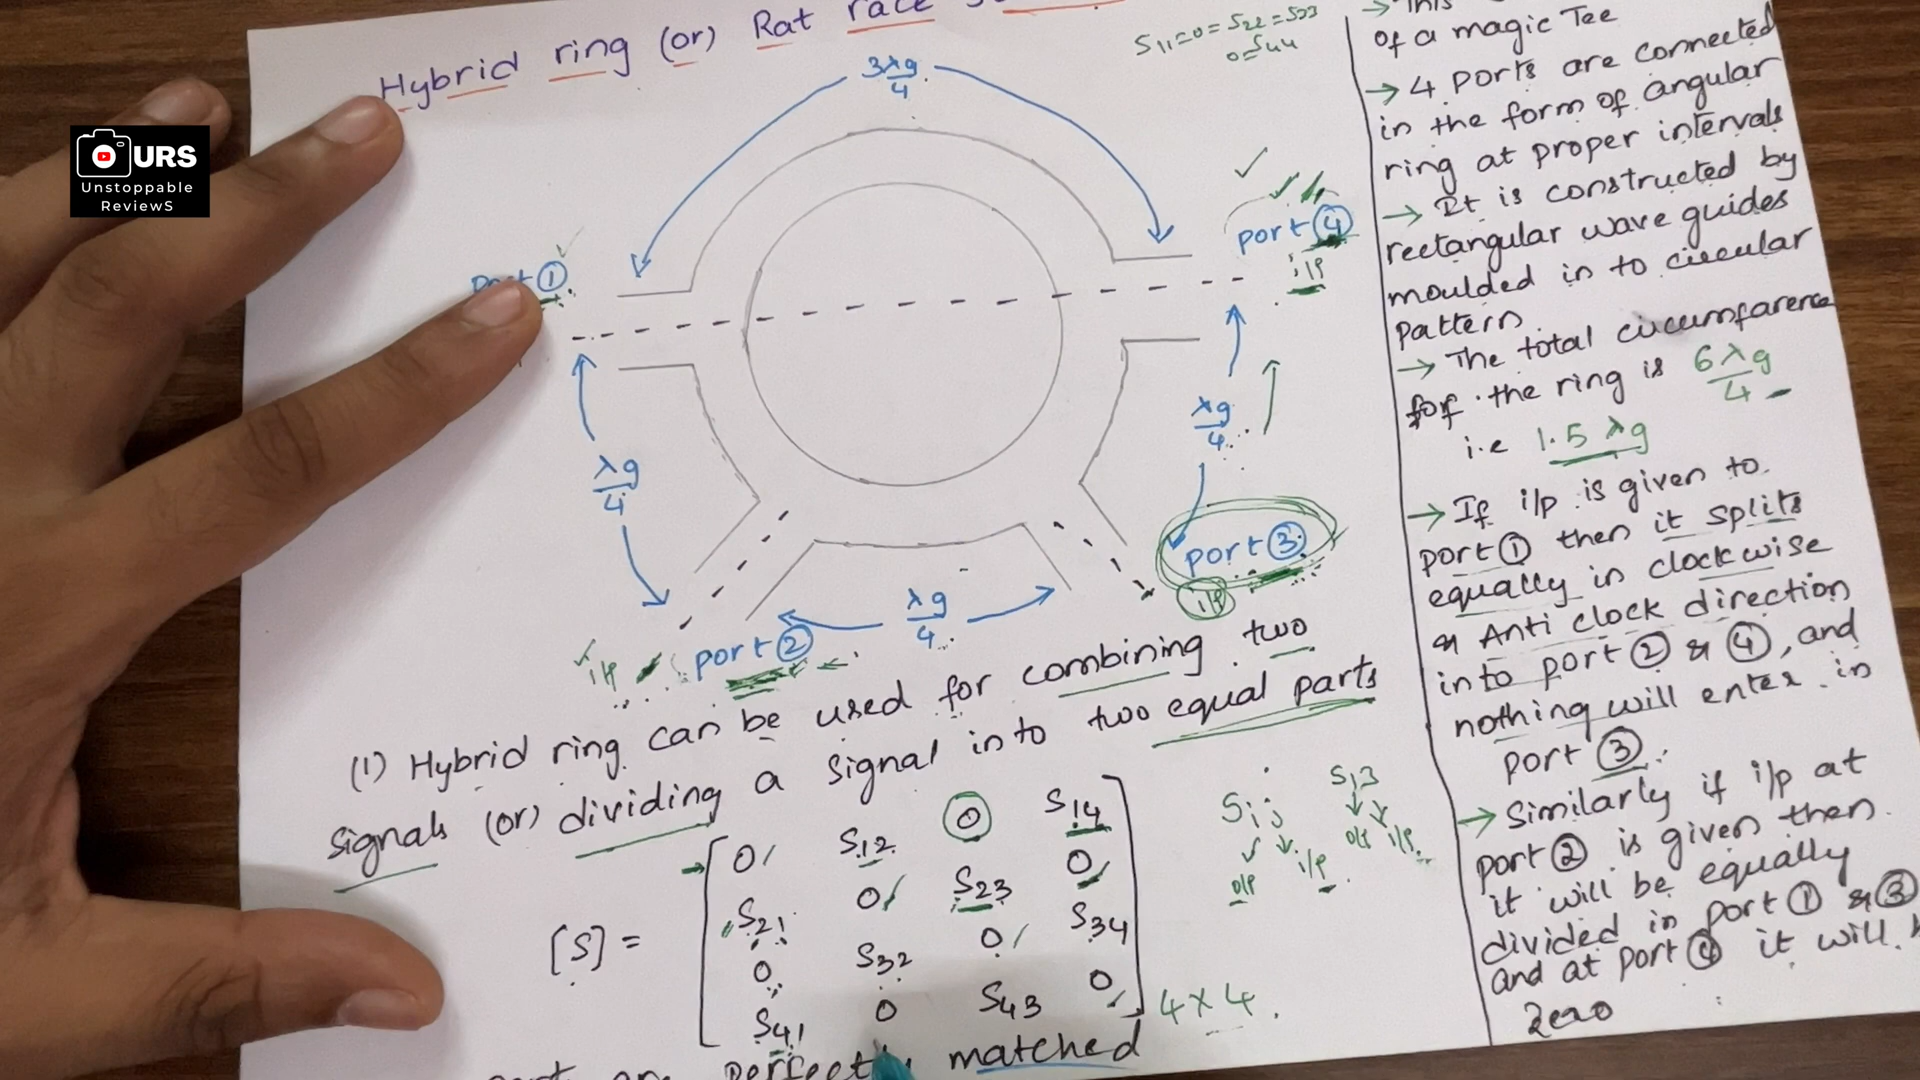 OURS
Unstoppable
ReviewS
Hybrid ring (or) Rat race
S11=0=S22=S33
0=S44
3λg/4
Port ①
port ④
i/p
λg/4
λg/4
port ③
i/p
λg/4
port ②
i/p
(1) Hybrid ring can be used for combining two
signals (or) dividing a signal into two equal parts
[S] =
0 S12 0 S14
S21 0 S23 0
0 S32 0 S34
S41 0 S43 0
4×4
Sij
o/p i/p
S13
o/p i/p
perfectly matched
→ This
of a magic Tee
→ 4 ports are connected
in the form of angular
ring at proper intervals
→ It is constructed by
rectangular wave guides
moulded in to circular
pattern
→ The total circumfarence
for the ring is 6λg/4
i.e 1.5 λg
→ If i/p is given to
port ① then it splits
equally in clockwise
& Anti clock direction
into port ② & ④, and
nothing will enter in
port ③.
→ Similarly if i/p at
port ② is given then
it will be equally
divided in port ① & ③
and at port ④ it will
zero